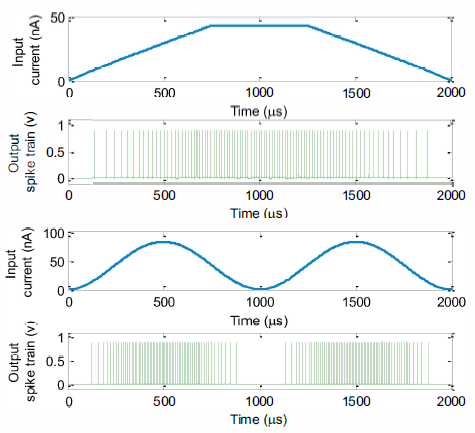 Input
current (nA)
50
0
0 500 1000 1500 2000
Time (μs)
Output
spike train (v)
1
0.5
0
0 500 1000 1500 2000
Time (μs)
Input
current (nA)
100
50
0
0 500 1000 1500 2000
Time (μs)
Output
spike train (v)
1
0.5
0
0 500 1000 1500 2000
Time (μs)